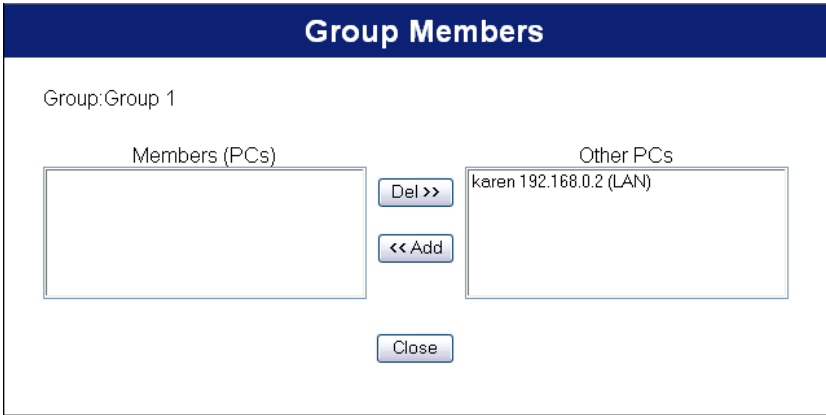 Group Members
Group:Group 1
Members (PCs)
Other PCs
Del >>
karen 192.168.0.2 (LAN)
<< Add
Close